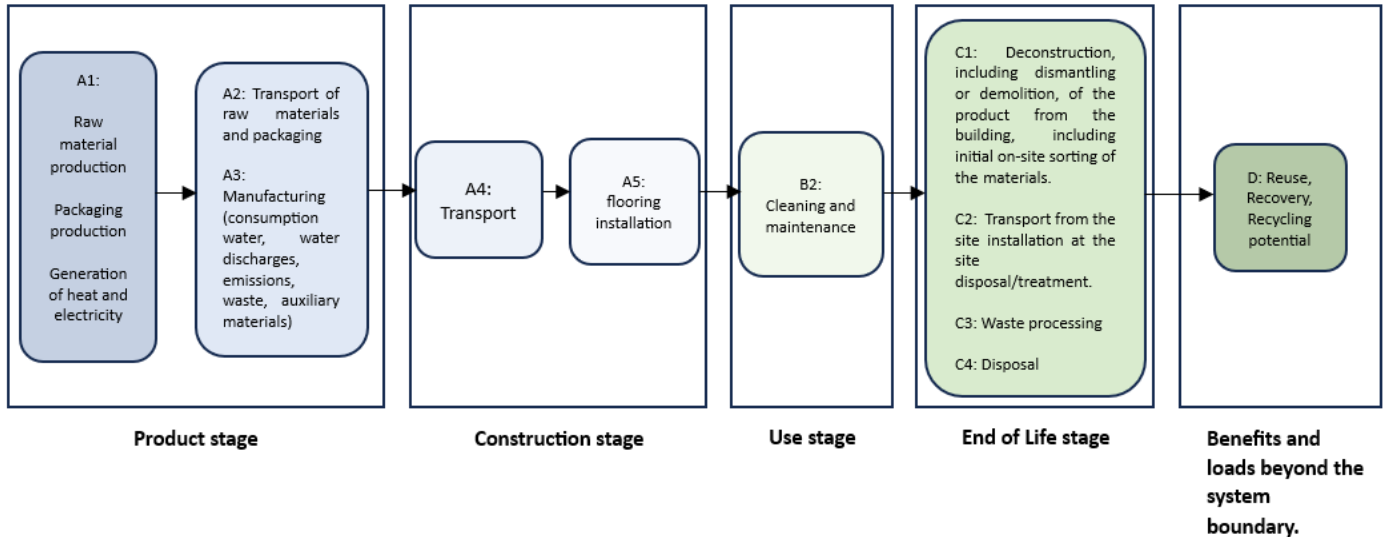 A1:
Raw
material
production
Packaging
production
Generation
of heat and
electricity
A2: Transport of
raw materials
and packaging
A3:
Manufacturing
(consumption
water, water
discharges,
emissions,
waste, auxiliary
materials)
A4:
Transport
A5:
flooring
installation
B2:
Cleaning and
maintenance
C1: Deconstruction,
including dismantling
or demolition, of the
product from the
building, including
initial on-site sorting of
the materials.
C2: Transport from the
site installation at the
site
disposal/treatment.
C3: Waste processing
C4: Disposal
D: Reuse,
Recovery,
Recycling
potential
Product stage
Construction stage
Use stage
End of Life stage
Benefits and
loads beyond the
system
boundary.